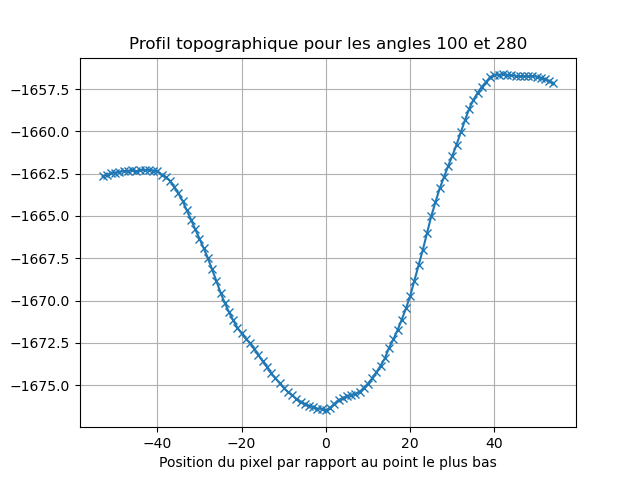 Profil topographique pour les angles 100 et 280
−1657.5
−1660.0
−1662.5
−1665.0
−1667.5
−1670.0
−1672.5
−1675.0
−40 −20 0 20 40
Position du pixel par rapport au point le plus bas